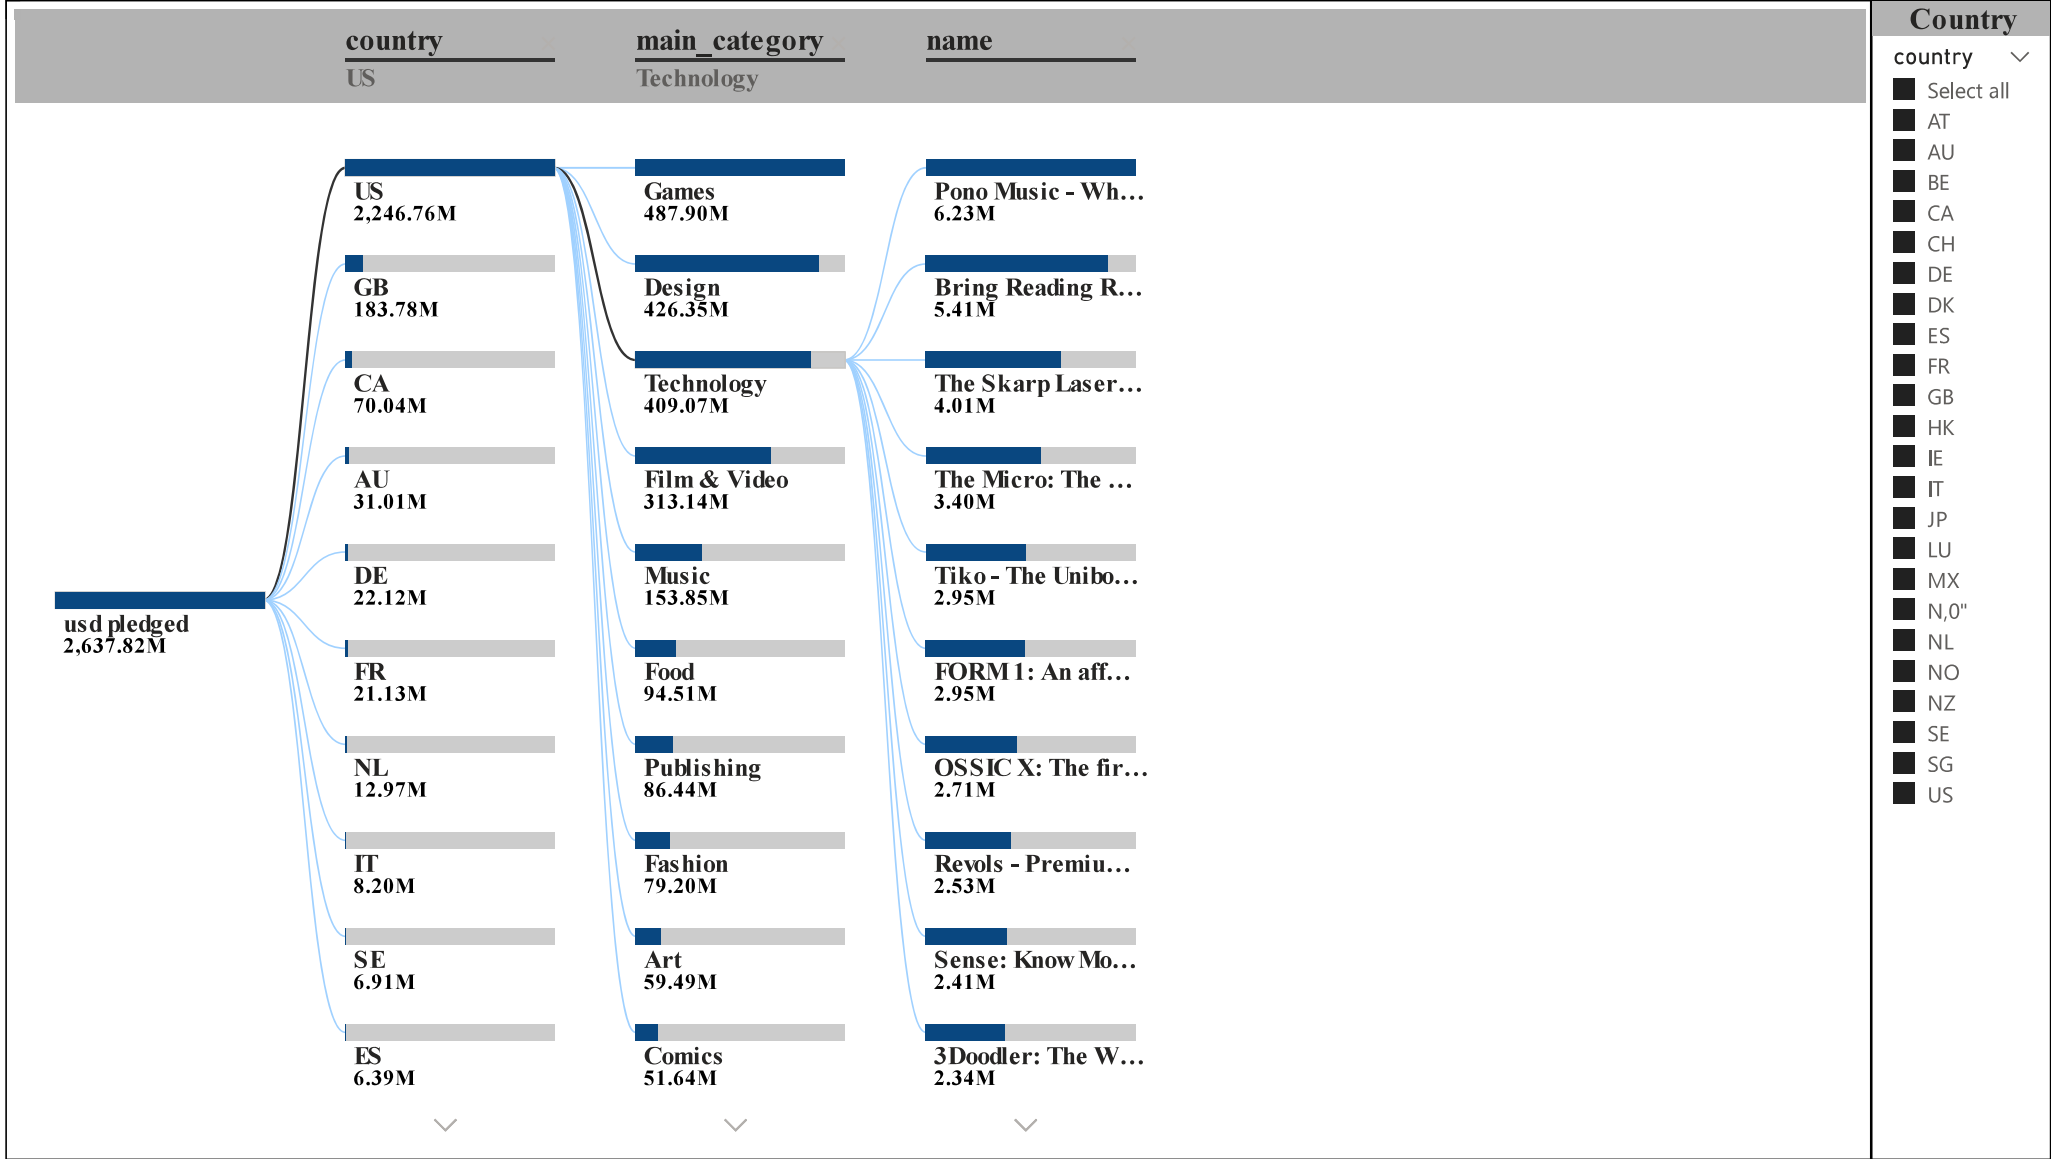 country
US
main_category
Technology
name
usd pledged
2,637.82M
US
2,246.76M
GB
183.78M
CA
70.04M
AU
31.01M
DE
22.12M
FR
21.13M
NL
12.97M
IT
8.20M
SE
6.91M
ES
6.39M
Games
487.90M
Design
426.35M
Technology
409.07M
Film & Video
313.14M
Music
153.85M
Food
94.51M
Publishing
86.44M
Fashion
79.20M
Art
59.49M
Comics
51.64M
Pono Music - Wh...
6.23M
Bring Reading R...
5.41M
The Skarp Laser...
4.01M
The Micro: The ...
3.40M
Tiko - The Unibo...
2.95M
FORM 1: An aff...
2.95M
OSSIC X: The fir...
2.71M
Revols - Premiu...
2.53M
Sense: Know Mo...
2.41M
3Doodler: The W...
2.34M
Country
country
Select all
AT
AU
BE
CA
CH
DE
DK
ES
FR
GB
HK
IE
IT
JP
LU
MX
N,0"
NL
NO
NZ
SE
SG
US